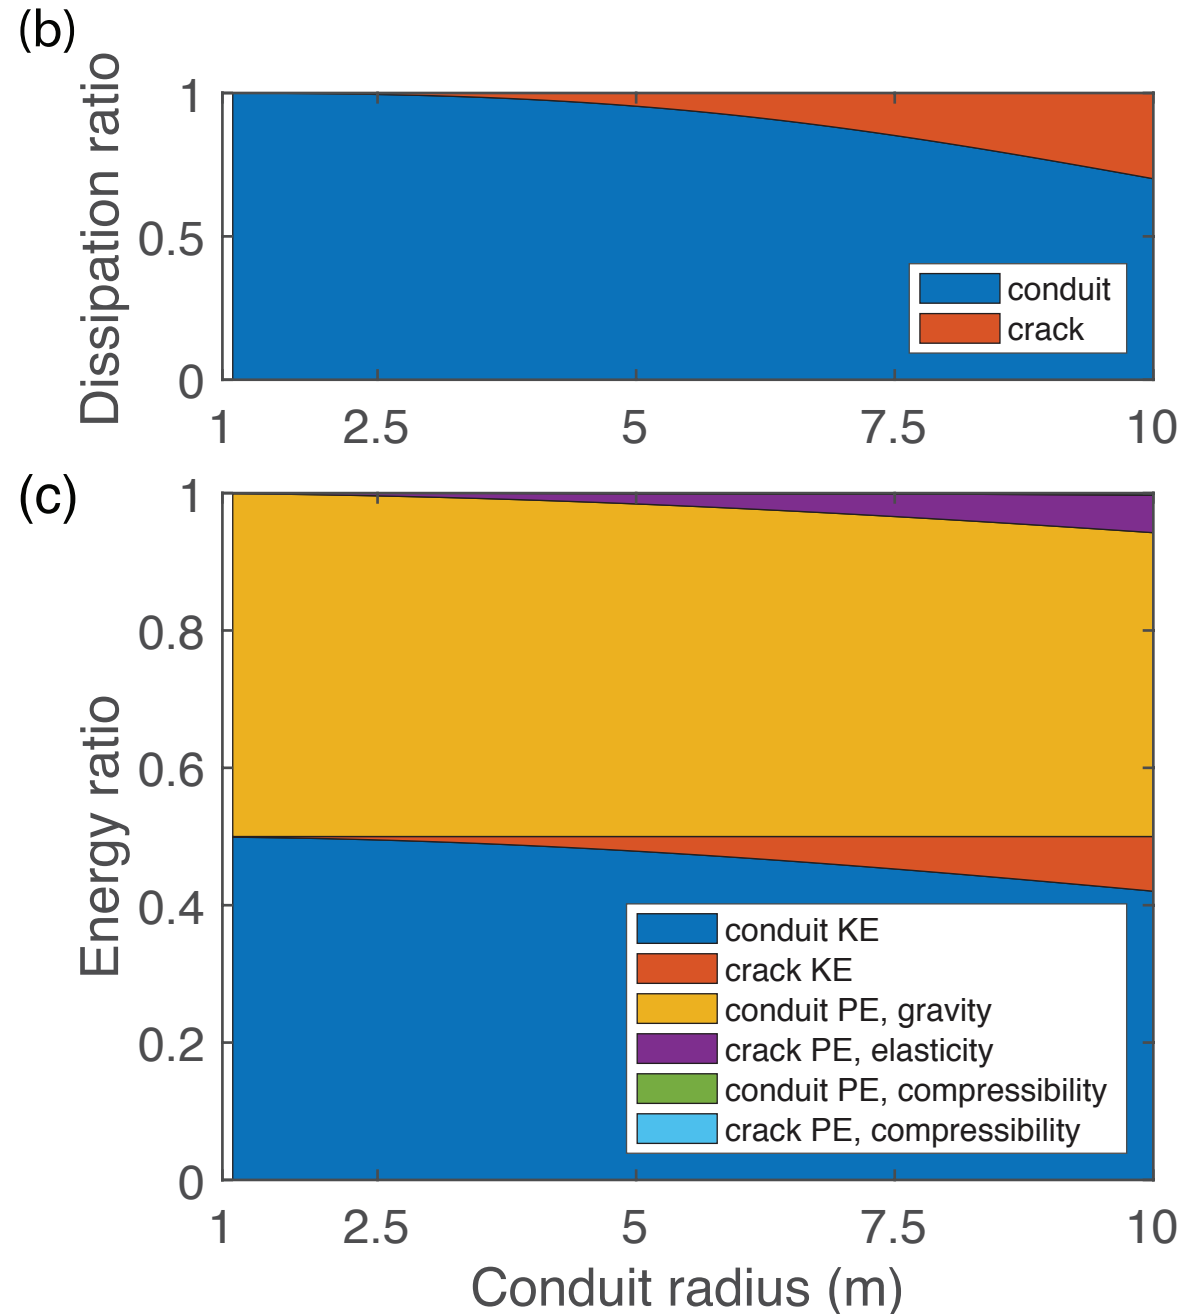 (b)
Dissipation ratio
1
0.5
0
conduit
crack
1 2.5 5 7.5 10
(c)
Energy ratio
1
0.8
0.6
0.4
0.2
0
conduit KE
crack KE
conduit PE, gravity
crack PE, elasticity
conduit PE, compressibility
crack PE, compressibility
1 2.5 5 7.5 10
Conduit radius (m)